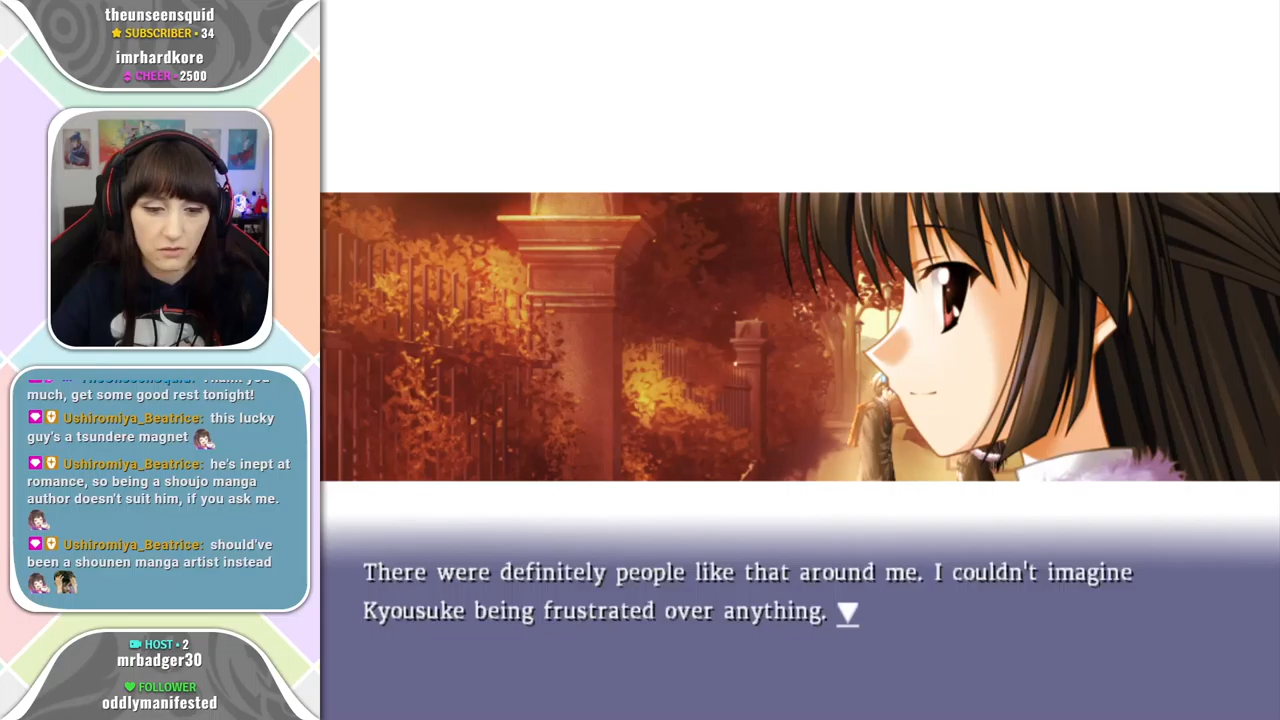 theunseensquid
SUBSCRIBER • 34
imrhardkore
CHEER • 2500
much, get some good rest tonight!
Ushiromiya_Beatrice: this lucky
guy's a tsundere magnet
Ushiromiya_Beatrice: he's inept at
romance, so being a shoujo manga
author doesn't suit him, if you ask me.
Ushiromiya_Beatrice: should've
been a shounen manga artist instead
HOST • 2
mrbadger30
FOLLOWER
oddlymanifested
There were definitely people like that around me. I couldn't imagine
Kyousuke being frustrated over anything.